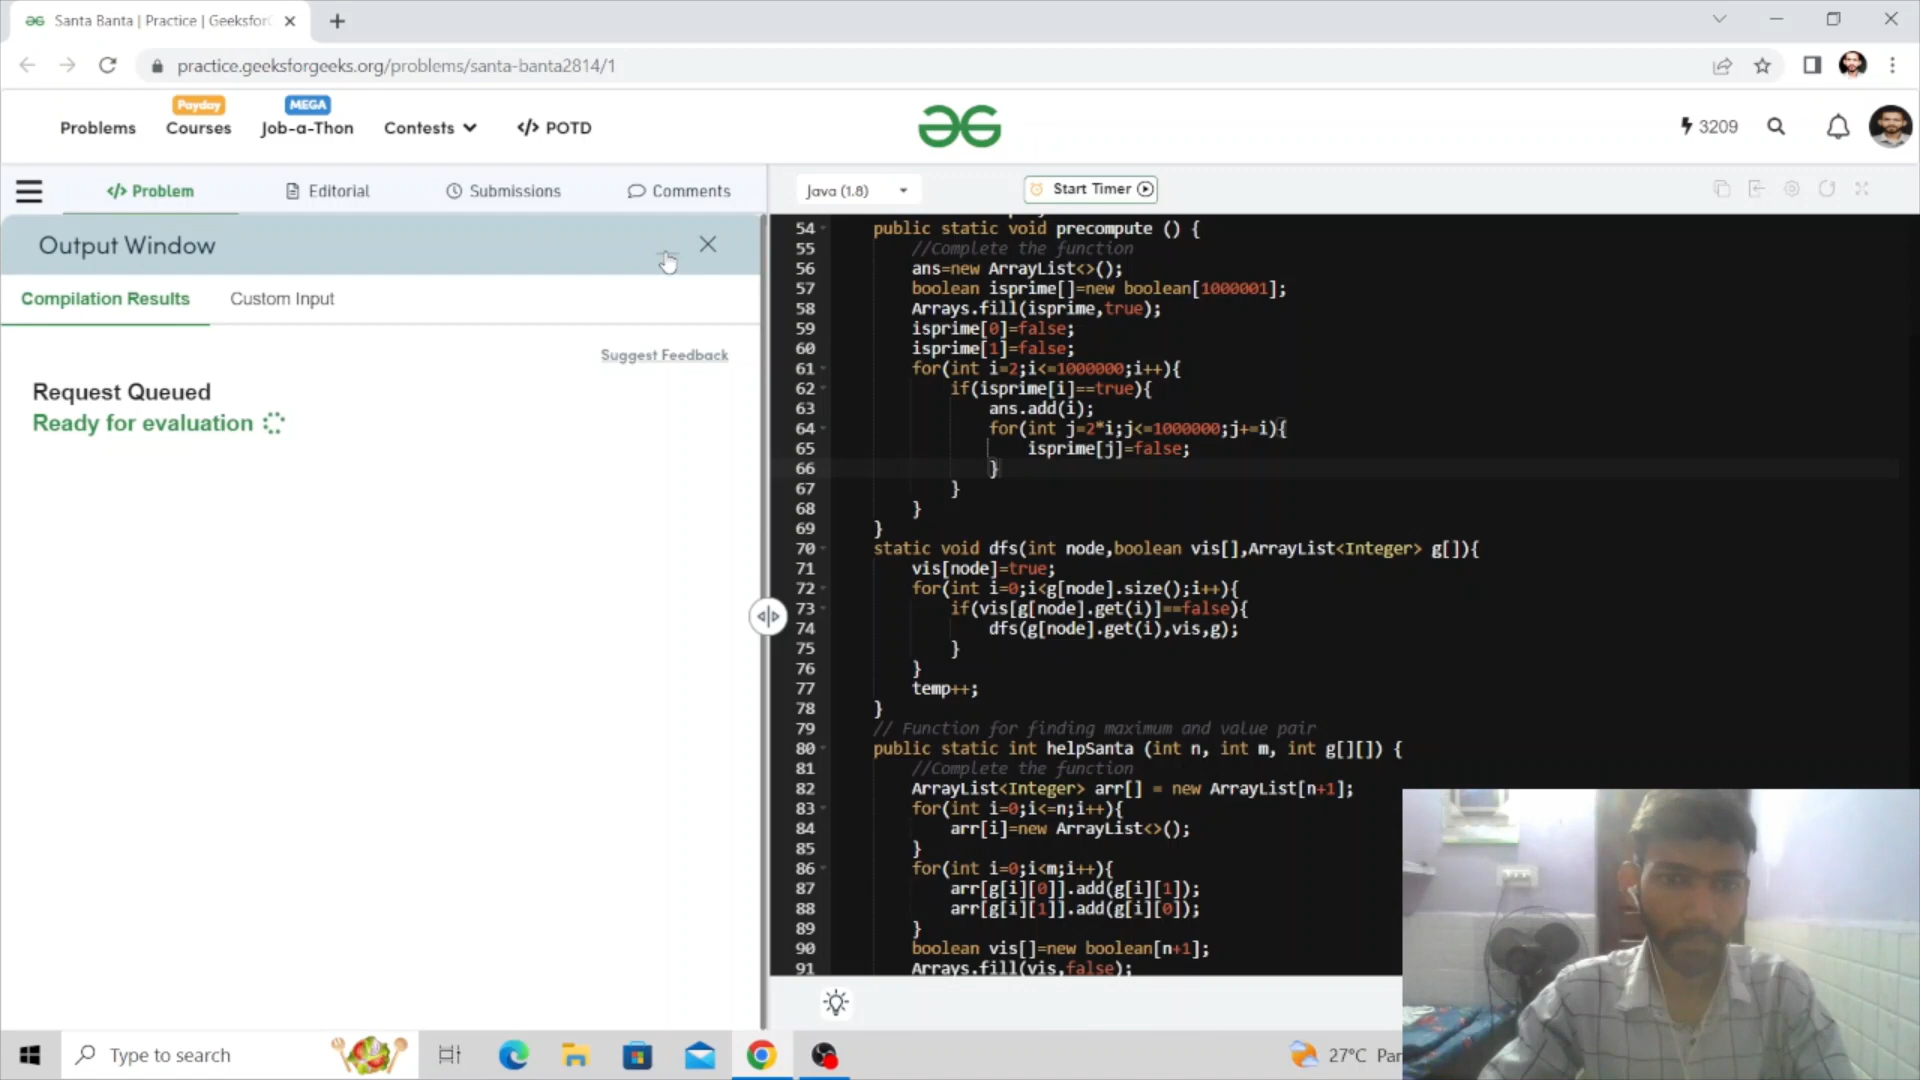 Santa Banta | Practice | Geeksfor
practice.geeksforgeeks.org/problems/santa-banta2814/1
Payday
MEGA
Problems
Courses
Job-a-Thon
Contests
</> POTD
3209
</> Problem
Editorial
Submissions
Comments
Java (1.8)
Start Timer
Output Window
Compilation Results
Custom Input
Suggest Feedback
Request Queued
Ready for evaluation
54 public static void precompute () {
55 //Complete the function
56 ans=new ArrayList<>();
57 boolean isprime[]=new boolean[1000001];
58 Arrays.fill(isprime,true);
59 isprime[0]=false;
60 isprime[1]=false;
61 for(int i=2;i<=1000000;i++){
62 if(isprime[i]==true){
63 ans.add(i);
64 for(int j=2*i;j<=1000000;j+=i){
65 isprime[j]=false;
66 }
67 }
68 }
69 }
70 static void dfs(int node,boolean vis[],ArrayList<Integer> g[]){
71 vis[node]=true;
72 for(int i=0;i<g[node].size();i++){
73 if(vis[g[node].get(i)]==false){
74 dfs(g[node].get(i),vis,g);
75 }
76 }
77 temp++;
78 }
79 // Function for finding maximum and value pair
80 public static int helpSanta (int n, int m, int g[][]) {
81 //Complete the function
82 ArrayList<Integer> arr[] = new ArrayList[n+1];
83 for(int i=0;i<=n;i++){
84 arr[i]=new ArrayList<>();
85 }
86 for(int i=0;i<m;i++){
87 arr[g[i][0]].add(g[i][1]);
88 arr[g[i][1]].add(g[i][0]);
89 }
90 boolean vis[]=new boolean[n+1];
91 Arrays.fill(vis,false);
Type to search
27°C Par